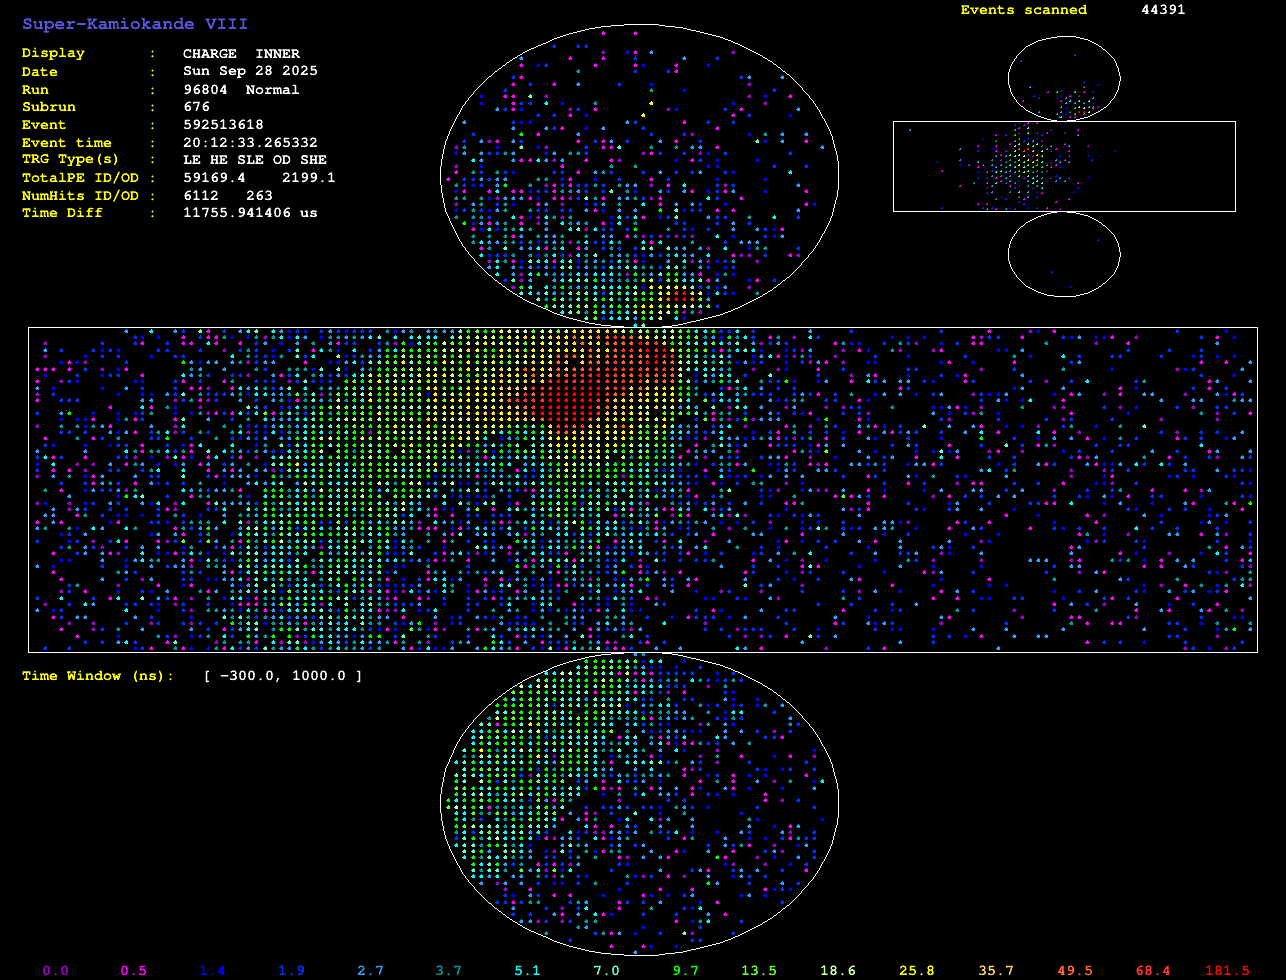 Super-Kamiokande VIII
Events scanned 44391
Display : CHARGE INNER
Date : Sun Sep 28 2025
Run : 96804 Normal
Subrun : 676
Event : 592513618
Event time : 20:12:33.265332
TRG Type(s) : LE HE SLE OD SHE
TotalPE ID/OD : 59169.4 2199.1
NumHits ID/OD : 6112 263
Time Diff : 11755.941406 us
Time Window (ns): [ -300.0, 1000.0 ]
0.0 0.5 1.4 1.9 2.7 3.7 5.1 7.0 9.7 13.5 18.6 25.8 35.7 49.5 68.4 181.5